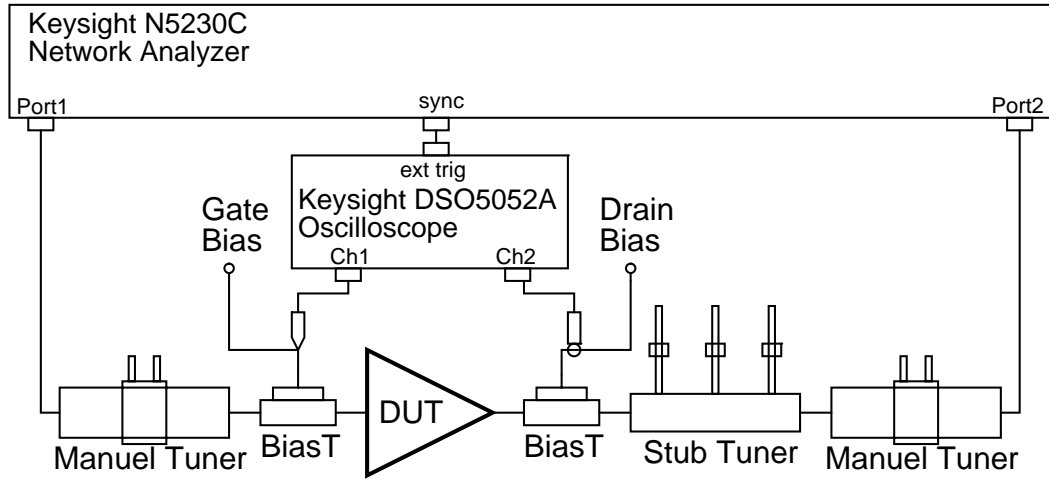 Keysight N5230C
Network Analyzer
Port1
sync
Port2
ext trig
Keysight DSO5052A
Oscilloscope
Ch1
Ch2
Gate
Bias
Drain
Bias
DUT
Manuel Tuner
BiasT
BiasT
Stub Tuner
Manuel Tuner